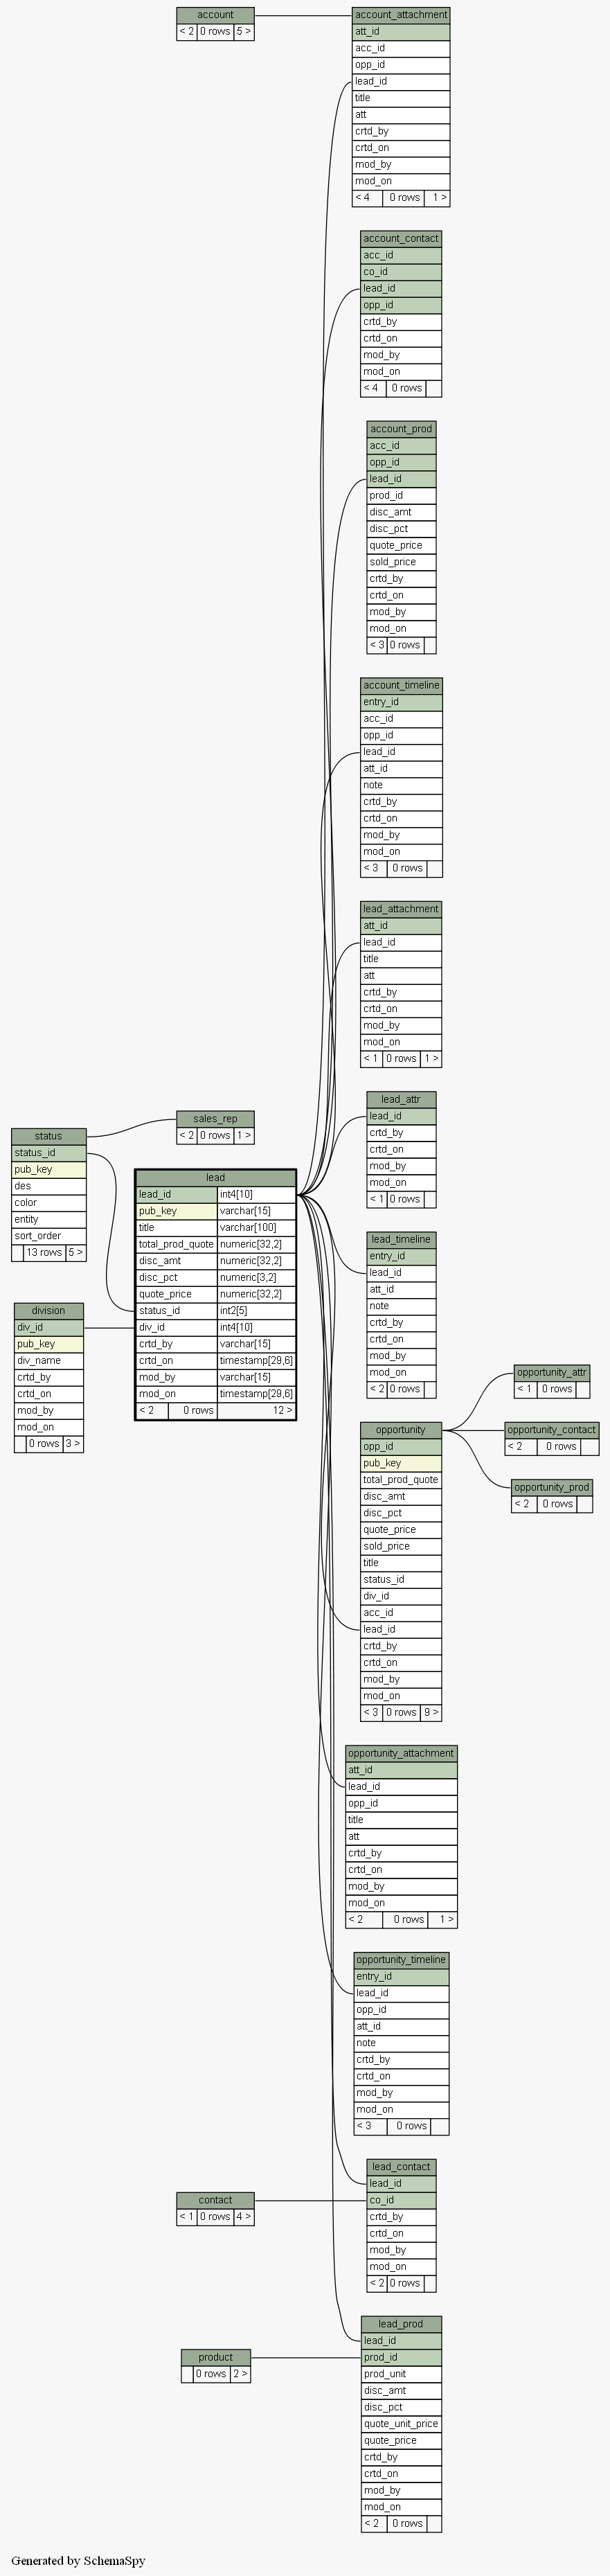 account
< 2 0 rows 5 >
account_attachment
att_id
acc_id
opp_id
lead_id
title
att
crtd_by
crtd_on
mod_by
mod_on
< 4 0 rows 1 >
account_contact
acc_id
co_id
lead_id
opp_id
crtd_by
crtd_on
mod_by
mod_on
< 4 0 rows
account_prod
acc_id
opp_id
lead_id
prod_id
disc_amt
disc_pct
quote_price
sold_price
crtd_by
crtd_on
mod_by
mod_on
< 3 0 rows
account_timeline
entry_id
acc_id
opp_id
lead_id
att_id
note
crtd_by
crtd_on
mod_by
mod_on
< 3 0 rows
lead_attachment
att_id
lead_id
title
att
crtd_by
crtd_on
mod_by
mod_on
< 1 0 rows 1 >
sales_rep
< 2 0 rows 1 >
status
status_id
pub_key
des
color
entity
sort_order
13 rows 5 >
division
div_id
pub_key
div_name
crtd_by
crtd_on
mod_by
mod_on
0 rows 3 >
lead
lead_id int4[10]
pub_key varchar[15]
title varchar[100]
total_prod_quote numeric[32,2]
disc_amt numeric[32,2]
disc_pct numeric[3,2]
quote_price numeric[32,2]
status_id int2[5]
div_id int4[10]
crtd_by varchar[15]
crtd_on timestamp[29,6]
mod_by varchar[15]
mod_on timestamp[29,6]
< 2 0 rows 12 >
lead_attr
lead_id
crtd_by
crtd_on
mod_by
mod_on
< 1 0 rows
lead_timeline
entry_id
lead_id
att_id
note
crtd_by
crtd_on
mod_by
mod_on
< 2 0 rows
opportunity
opp_id
pub_key
total_prod_quote
disc_amt
disc_pct
quote_price
sold_price
title
status_id
div_id
acc_id
lead_id
crtd_by
crtd_on
mod_by
mod_on
< 3 0 rows 9 >
opportunity_attr
< 1 0 rows
opportunity_contact
< 2 0 rows
opportunity_prod
< 2 0 rows
opportunity_attachment
att_id
lead_id
opp_id
title
att
crtd_by
crtd_on
mod_by
mod_on
< 2 0 rows 1 >
opportunity_timeline
entry_id
lead_id
opp_id
att_id
note
crtd_by
crtd_on
mod_by
mod_on
< 3 0 rows
lead_contact
lead_id
co_id
crtd_by
crtd_on
mod_by
mod_on
< 2 0 rows
contact
< 1 0 rows 4 >
lead_prod
lead_id
prod_id
prod_unit
disc_amt
disc_pct
quote_unit_price
quote_price
crtd_by
crtd_on
mod_by
mod_on
< 2 0 rows
product
0 rows 2 >
Generated by SchemaSpy